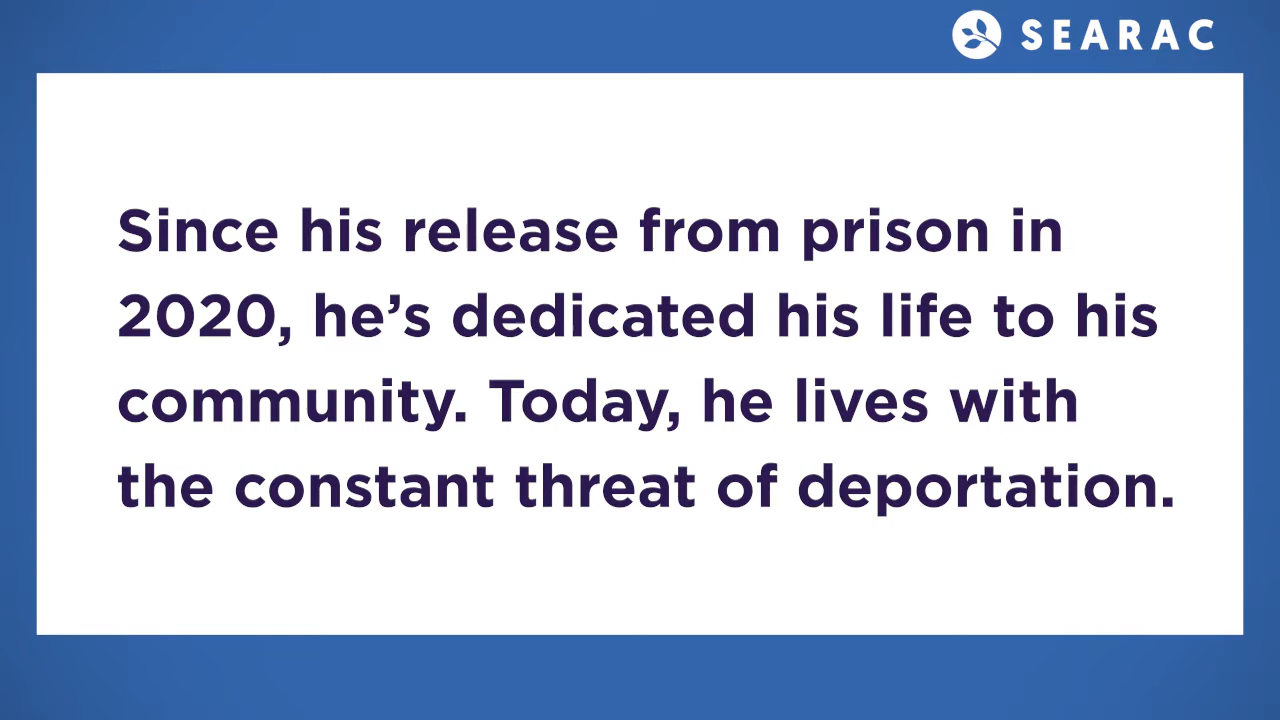 SEARAC
Since his release from prison in
2020, he’s dedicated his life to his
community. Today, he lives with
the constant threat of deportation.